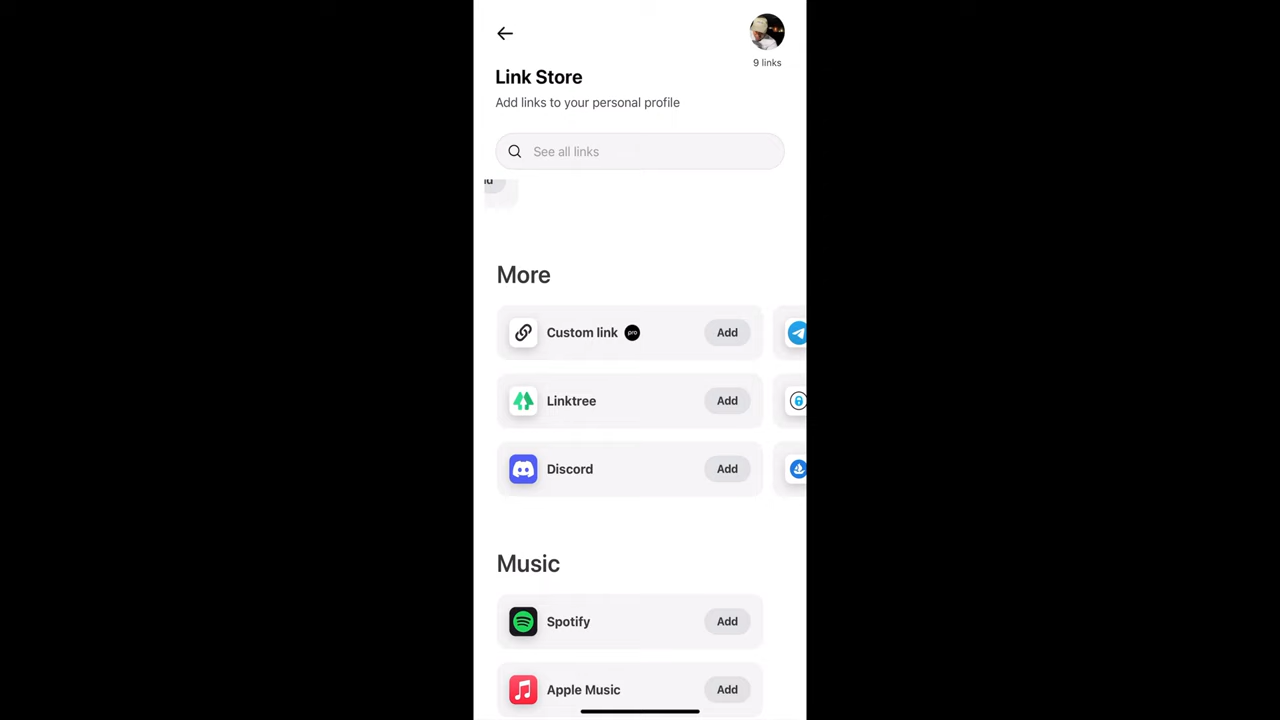 9 links
Link Store
Add links to your personal profile
See all links
More
Custom link pro Add
Linktree Add
Discord Add
Music
Spotify Add
Apple Music Add